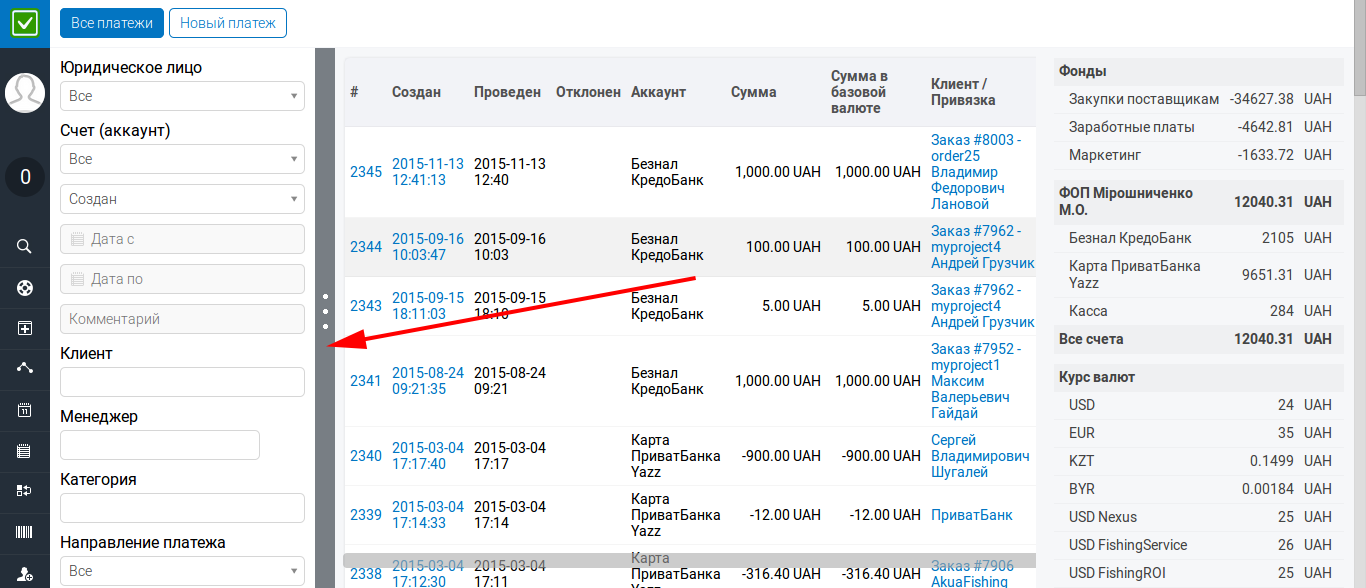 Все платежи
Новый платеж
0
11
Юридическое лицо
Все
Счет (аккаунт)
Все
Создан
Дата с
Дата по
Комментарий
Клиент
Менеджер
Категория
Направление платежа
Все
# Создан Проведен Отклонен Аккаунт Сумма Сумма в базовой валюте Клиент / Привязка
2345 2015-11-13 12:41:13 2015-11-13 12:40 Безнал КредоБанк 1,000.00 UAH 1,000.00 UAH Заказ #8003 - order25 Владимир Федорович Лановой
2344 2015-09-16 10:03:47 2015-09-16 10:03 Безнал КредоБанк 100.00 UAH 100.00 UAH Заказ #7962 - myproject4 Андрей Грузчик
2343 2015-09-15 18:11:03 2015-09-15 18:10 Безнал КредоБанк 5.00 UAH 5.00 UAH Заказ #7962 - myproject4 Андрей Грузчик
2341 2015-08-24 09:21:35 2015-08-24 09:21 Безнал КредоБанк 1,000.00 UAH 1,000.00 UAH Заказ #7952 - myproject1 Максим Валерьевич Гайдай
2340 2015-03-04 17:17:40 2015-03-04 17:17 Карта ПриватБанка Yazz -900.00 UAH -900.00 UAH Сергей Владимирович Шугалей
2339 2015-03-04 17:14:33 2015-03-04 17:14 Карта ПриватБанка Yazz -12.00 UAH -12.00 UAH ПриватБанк
2338 2015-03-04 17:12:30 2015-03-04 17:11 Карта ПриватБанка Yazz -316.40 UAH -316.40 UAH Заказ #7906 AkuaFishing
Фонды
Закупки поставщикам -34627.38 UAH
Заработные платы -4642.81 UAH
Маркетинг -1633.72 UAH
ФОП Мірошниченко М.О. 12040.31 UAH
Безнал КредоБанк 2105 UAH
Карта ПриватБанка Yazz 9651.31 UAH
Касса 284 UAH
Все счета 12040.31 UAH
Курс валют
USD 24 UAH
EUR 35 UAH
KZT 0.1499 UAH
BYR 0.00184 UAH
USD Nexus 25 UAH
USD FishingService 26 UAH
USD FishingROI 25 UAH